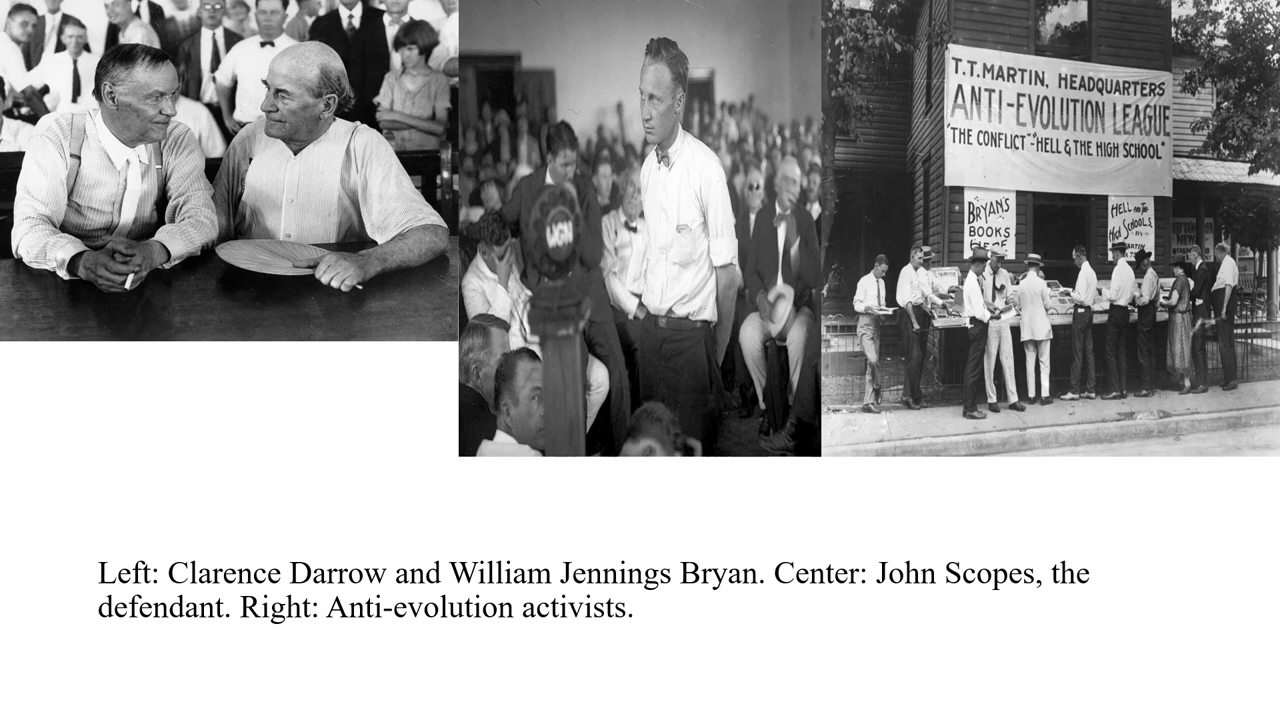 T.T. MARTIN, HEADQUARTERS
ANTI-EVOLUTION LEAGUE
"THE CONFLICT"-"HELL & THE HIGH SCHOOL"
BRYAN'S
BOOKS
HERE
HELL AND THE
HIGH SCHOOLS
MARTIN
WGN
Left: Clarence Darrow and William Jennings Bryan. Center: John Scopes, the
defendant. Right: Anti-evolution activists.